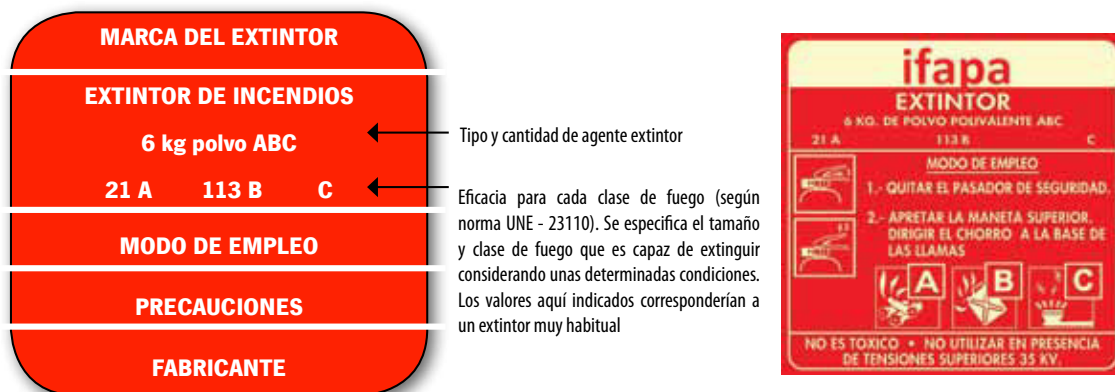 MARCA DEL EXTINTOR
EXTINTOR DE INCENDIOS
6 kg polvo ABC
21 A 113 B C
MODO DE EMPLEO
PRECAUCIONES
FABRICANTE
Tipo y cantidad de agente extintor
Eficacia para cada clase de fuego (según
norma UNE - 23110). Se especifica el tamaño
y clase de fuego que es capaz de extinguir
considerando unas determinadas condiciones.
Los valores aquí indicados corresponderían a
un extintor muy habitual
ifapa
EXTINTOR
6 KG. DE POLVO POLIVALENTE ABC
21 A 113 B C
MODO DE EMPLEO
1.- QUITAR EL PASADOR DE SEGURIDAD.
2.- APRETAR LA MANETA SUPERIOR.
DIRIGIR EL CHORRO A LA BASE DE
LAS LLAMAS
A B C
NO ES TOXICO • NO UTILIZAR EN PRESENCIA
DE TENSIONES SUPERIORES 35 KV.